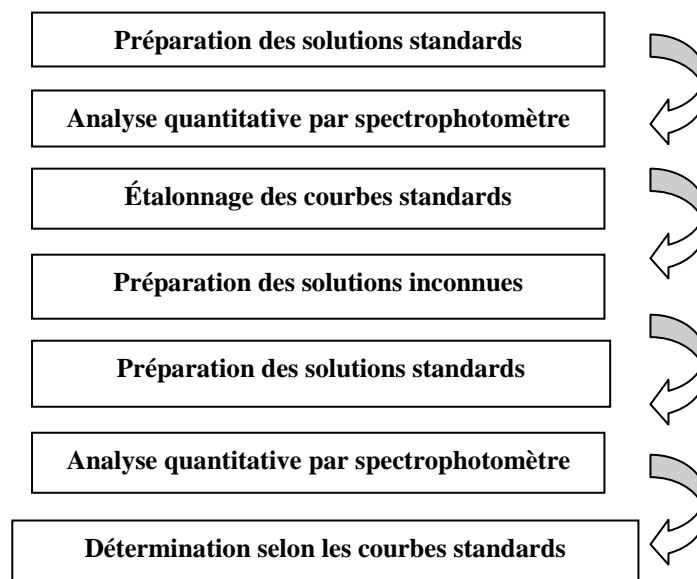 Préparation des solutions standards
Analyse quantitative par spectrophotomètre
Étalonnage des courbes standards
Préparation des solutions inconnues
Préparation des solutions standards
Analyse quantitative par spectrophotomètre
Détermination selon les courbes standards